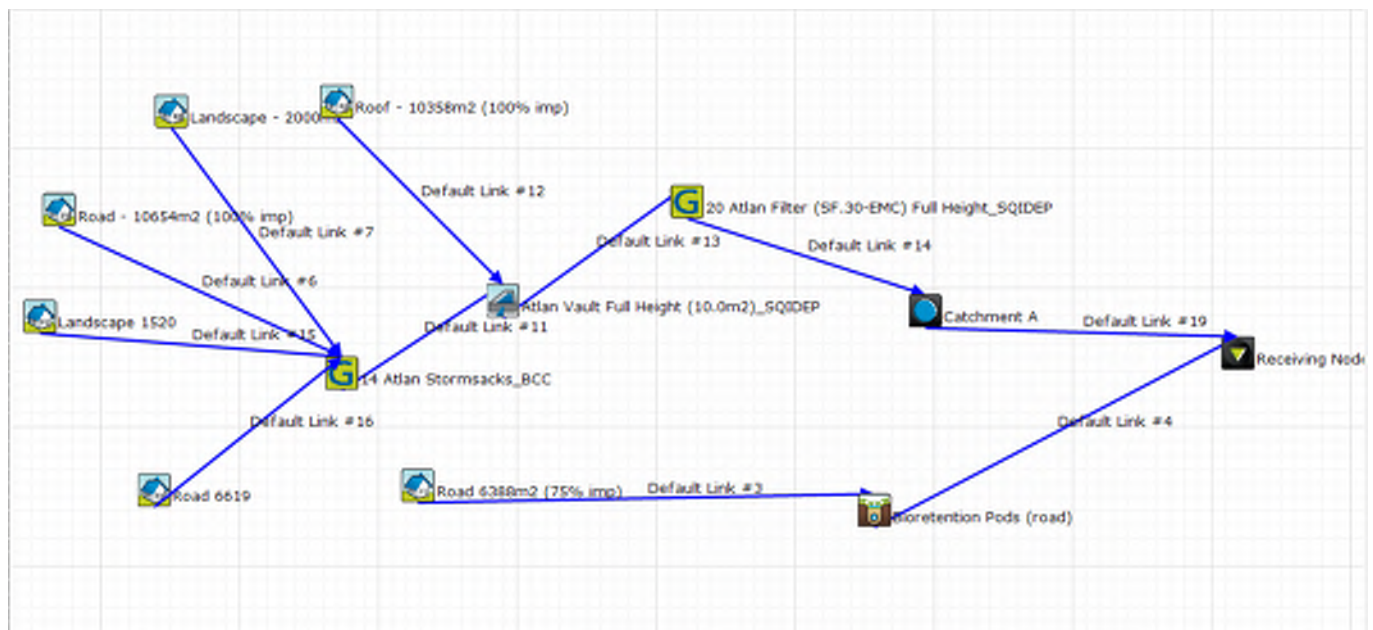 Roof - 10358m2 (100% imp)
Landscape - 2000m
Default Link #12
20 Atlan Filter (SF.30-EMC) Full Height_SQIDEP
Road - 10654m2 (100% imp)
Default Link #7
Default Link #13
Default Link #14
Default Link #6
Atlan Vault Full Height (10.0m2)_SQIDEP
Catchment A
Default Link #19
Landscape 1520
Default Link #11
Default Link #15
Receiving Node
G
14 Atlan Stormsacks_BCC
G
Default Link #16
Default Link #4
Default Link #3
Road 6388m2 (75% imp)
Road 6619
Bioretention Pods (road)